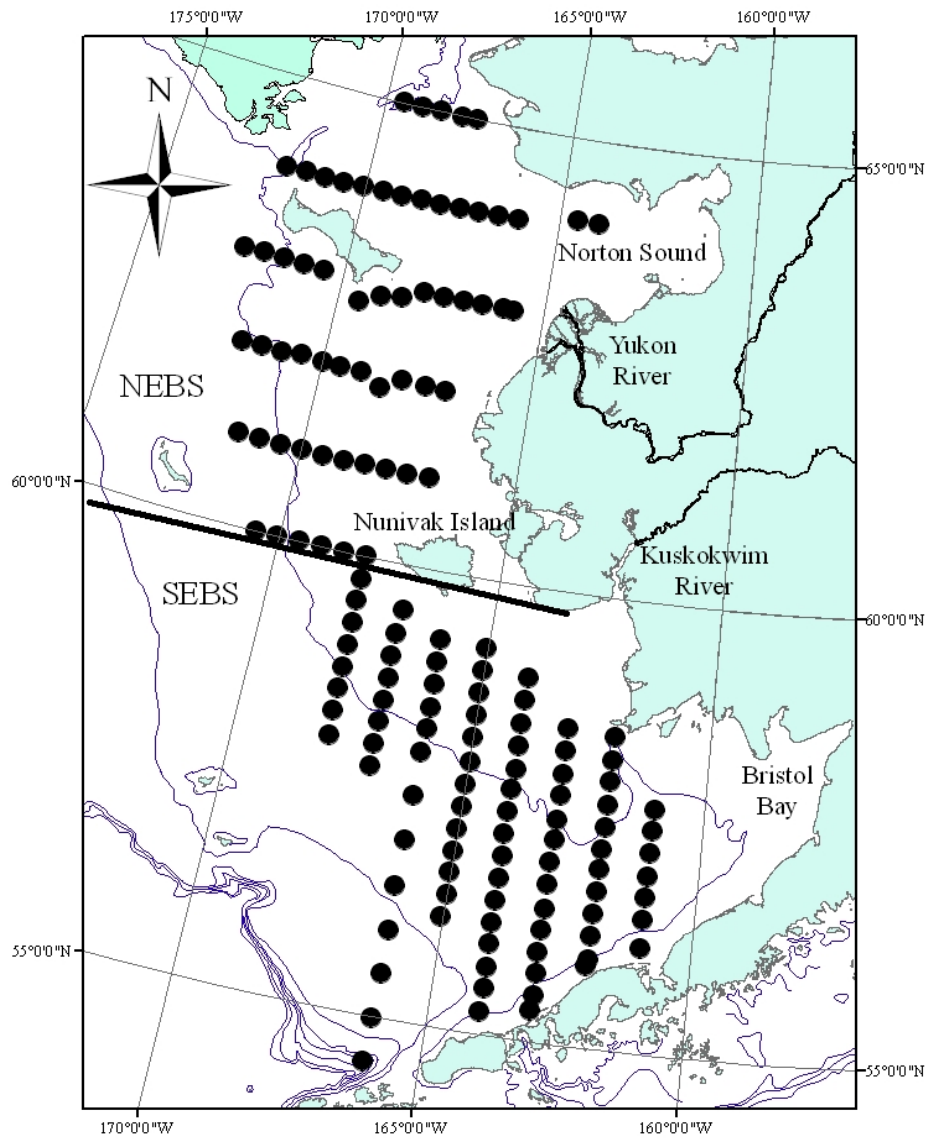 175°0'0"W 170°0'0"W 165°0'0"W 160°0'0"W
N
65°0'0"N
Norton Sound
Yukon
River
NEBS
60°0'0"N
Nunivak Island
Kuskokwim
River
SEBS
60°0'0"N
Bristol
Bay
55°0'0"N
55°0'0"N
170°0'0"W 165°0'0"W 160°0'0"W